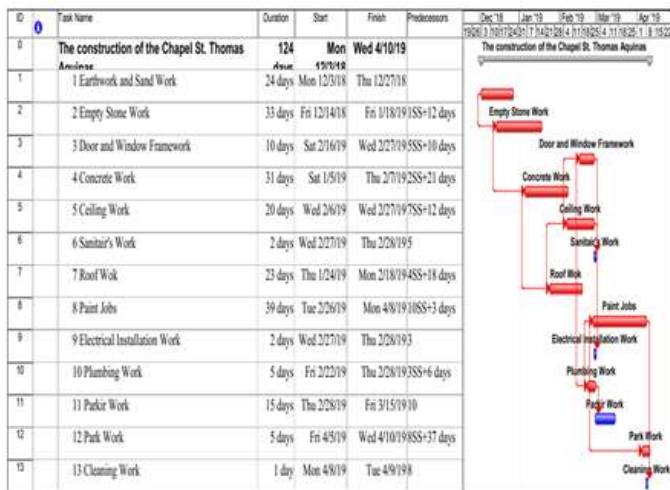 ID Task Name Duration Start Finish Predecessors
0 The construction of the Chapel St. Thomas Aquinas 124 days Mon 12/3/18 Wed 4/10/19
1 1 Earthwork and Sand Work 24 days Mon 12/3/18 Thu 12/27/18
2 2 Empty Stone Work 33 days Fri 12/14/18 Fri 1/18/19 1SS+12 days
3 3 Door and Window Framework 10 days Sat 2/16/19 Wed 2/27/19 5SS+10 days
4 4 Concrete Work 31 days Sat 1/5/19 Thu 2/7/19 2SS+21 days
5 5 Ceiling Work 20 days Wed 2/6/19 Wed 2/27/19 7SS+12 days
6 6 Sanitair's Work 2 days Wed 2/27/19 Thu 2/28/19 5
7 7 Roof Wok 23 days Thu 1/24/19 Mon 2/18/19 4SS+18 days
8 8 Paint Jobs 39 days Tue 2/26/19 Mon 4/8/19 10SS+3 days
9 9 Electrical Installation Work 2 days Wed 2/27/19 Thu 2/28/19 3
10 10 Plumbing Work 5 days Fri 2/22/19 Thu 2/28/19 3SS+6 days
11 11 Parkir Work 15 days Thu 2/28/19 Fri 3/15/19 10
12 12 Park Work 5 days Fri 4/5/19 Wed 4/10/19 8SS+37 days
13 13 Cleaning Work 1 day Mon 4/8/19 Tue 4/9/19 8
Dec '18 Jan '19 Feb '19 Mar '19 Apr '19
The construction of the Chapel St. Thomas Aquinas
Empty Stone Work
Door and Window Framework
Concrete Work
Ceiling Work
Sanitair's Work
Roof Wok
Paint Jobs
Electrical Installation Work
Plumbing Work
Parkir Work
Park Work
Cleaning Work